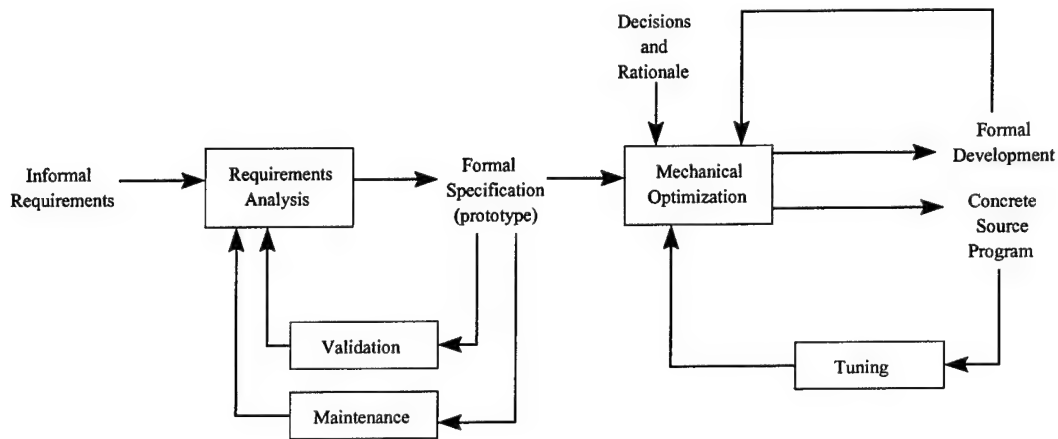 Informal
Requirements
Requirements
Analysis
Formal
Specification
(prototype)
Validation
Maintenance
Decisions
and
Rationale
Mechanical
Optimization
Formal
Development
Concrete
Source
Program
Tuning